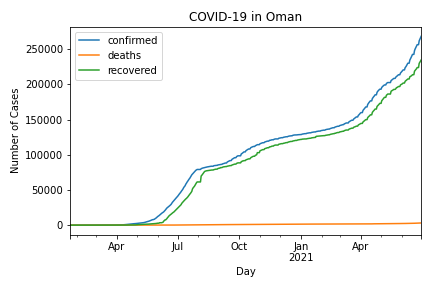 COVID-19 in Oman
confirmed
deaths
recovered
Number of Cases
250000
200000
150000
100000
50000
0
Apr
Jul
Oct
Jan
2021
Apr
Day